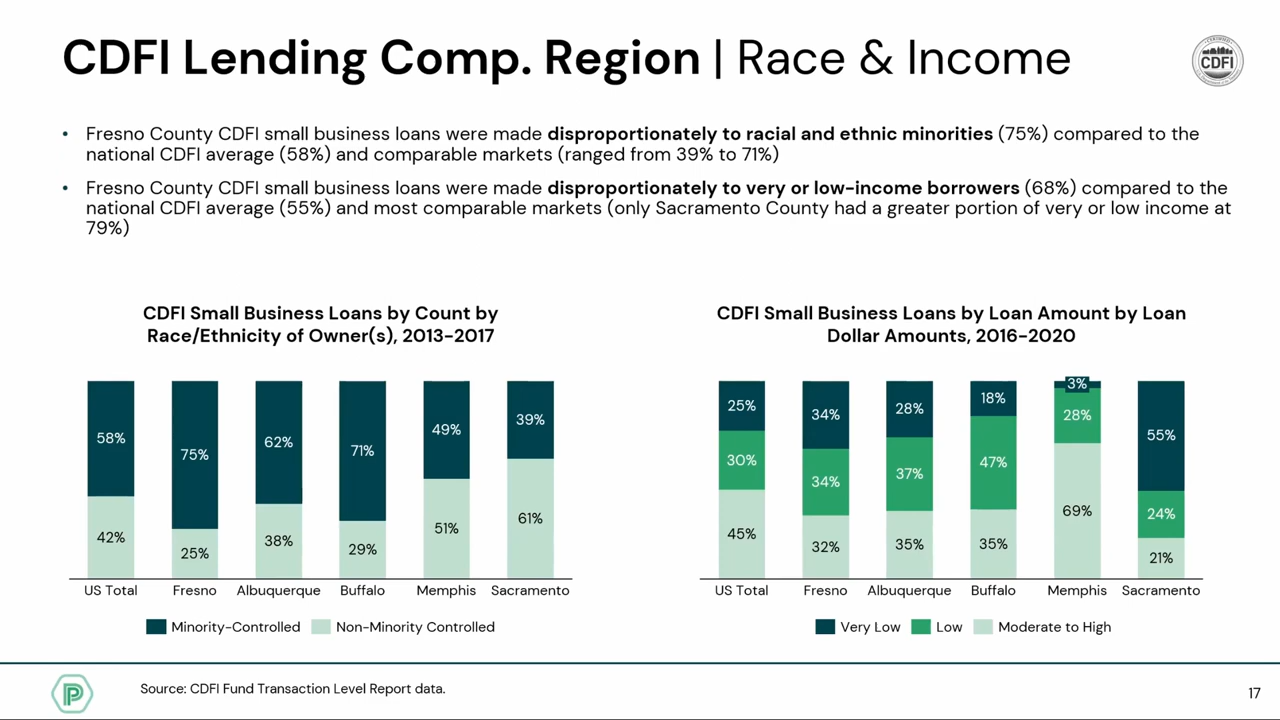 CDFI Lending Comp. Region | Race & Income
CDFI
• Fresno County CDFI small business loans were made disproportionately to racial and ethnic minorities (75%) compared to the
national CDFI average (58%) and comparable markets (ranged from 39% to 71%)
• Fresno County CDFI small business loans were made disproportionately to very or low-income borrowers (68%) compared to the
national CDFI average (55%) and most comparable markets (only Sacramento County had a greater portion of very or low income at
79%)
CDFI Small Business Loans by Count by
Race/Ethnicity of Owner(s), 2013-2017
58% 75% 62% 71% 49% 39%
42% 25% 38% 29% 51% 61%
US Total Fresno Albuquerque Buffalo Memphis Sacramento
Minority-Controlled Non-Minority Controlled
CDFI Small Business Loans by Loan Amount by Loan
Dollar Amounts, 2016-2020
25% 34% 28% 18% 3% 55%
30% 34% 37% 47% 28% 24%
45% 32% 35% 35% 69% 21%
US Total Fresno Albuquerque Buffalo Memphis Sacramento
Very Low Low Moderate to High
Source: CDFI Fund Transaction Level Report data.
17